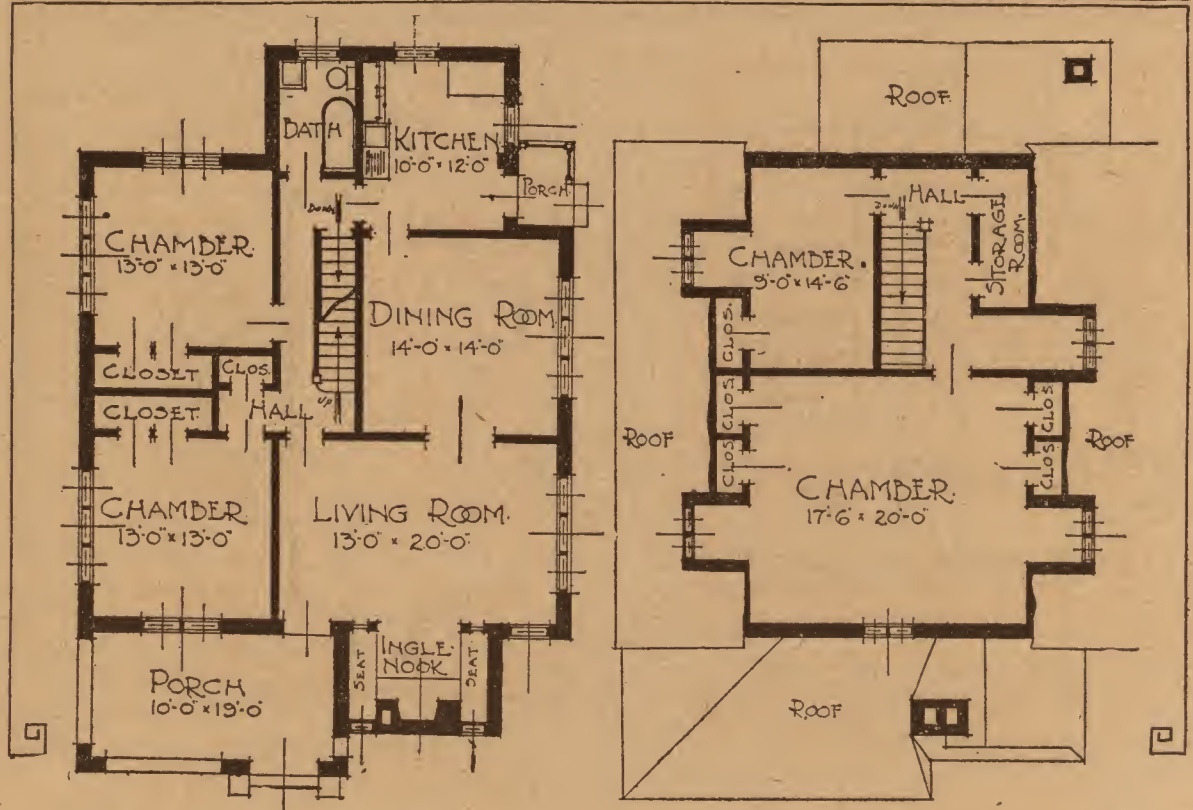 BATH
KITCHEN
10'-0" x 12'-0"
PORCH
DOWN
CHAMBER.
13'-0" x 13'-0"
DINING ROOM
14'-0" x 14'-0"
CLOSET
CLOS.
CLOSET
HALL
UP
CHAMBER.
13'-0" x 13'-0"
LIVING ROOM.
13'-0" x 20'-0"
SEAT
INGLE-
NOOK
SEAT
PORCH
10'-0" x 19'-0"
ROOF
HALL
DOWN
STORAGE
ROOM.
CHAMBER.
9'-0" x 14'-6"
CLOS.
CLOS.
CLOS.
CLOS.
CLOS.
ROOF
ROOF
CHAMBER.
17'-6" x 20'-0"
ROOF